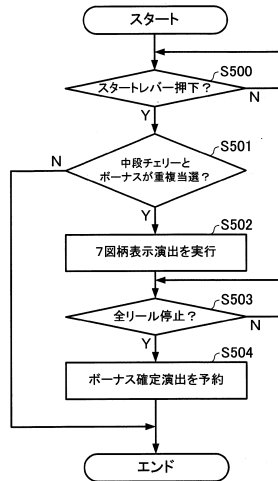 スタート
S500
スタートレバー押下？
N
Y
S501
N
中段チェリーと
ボーナスが重複当選？
Y
S502
7図柄表示演出を実行
S503
全リール停止？
N
Y
S504
ボーナス確定演出を予約
エンド